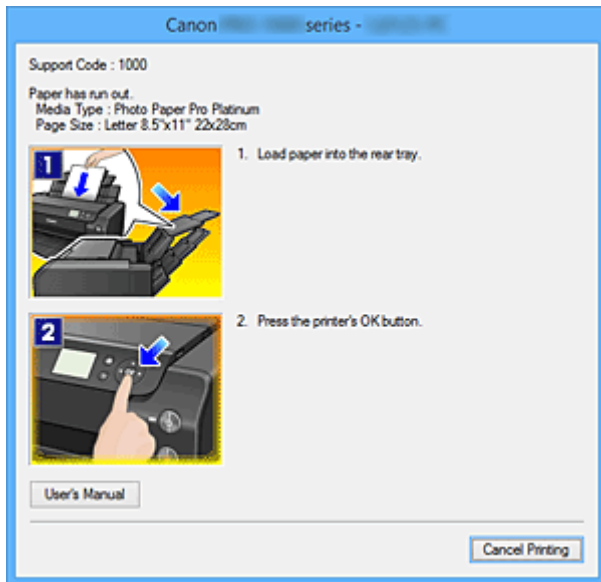 Canon series -
Support Code : 1000
Paper has run out.
Media Type : Photo Paper Pro Platinum
Page Size : Letter 8.5"x11" 22x28cm
1
1. Load paper into the rear tray.
2
2. Press the printer's OK button.
User's Manual
Cancel Printing